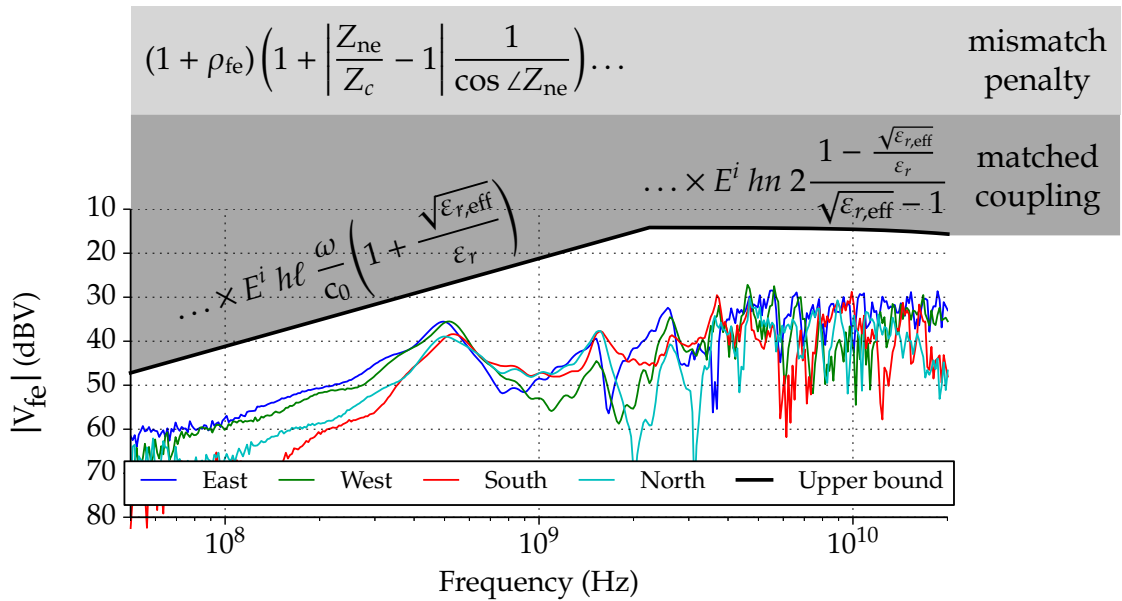 (1 + ρ_fe) (1 + |Z_ne/Z_c − 1| 1/cos ∠Z_ne) …
mismatch
penalty
… × E^i hℓ ω/c_0 (1 + √ε_r,eff/ε_r)
… × E^i hn 2 (1 − √ε_r,eff/ε_r)/(√ε_r,eff − 1)
matched
coupling
10
20
30
40
50
60
70
80
|V_fe| (dBV)
East West South North Upper bound
10^8 10^9 10^10
Frequency (Hz)